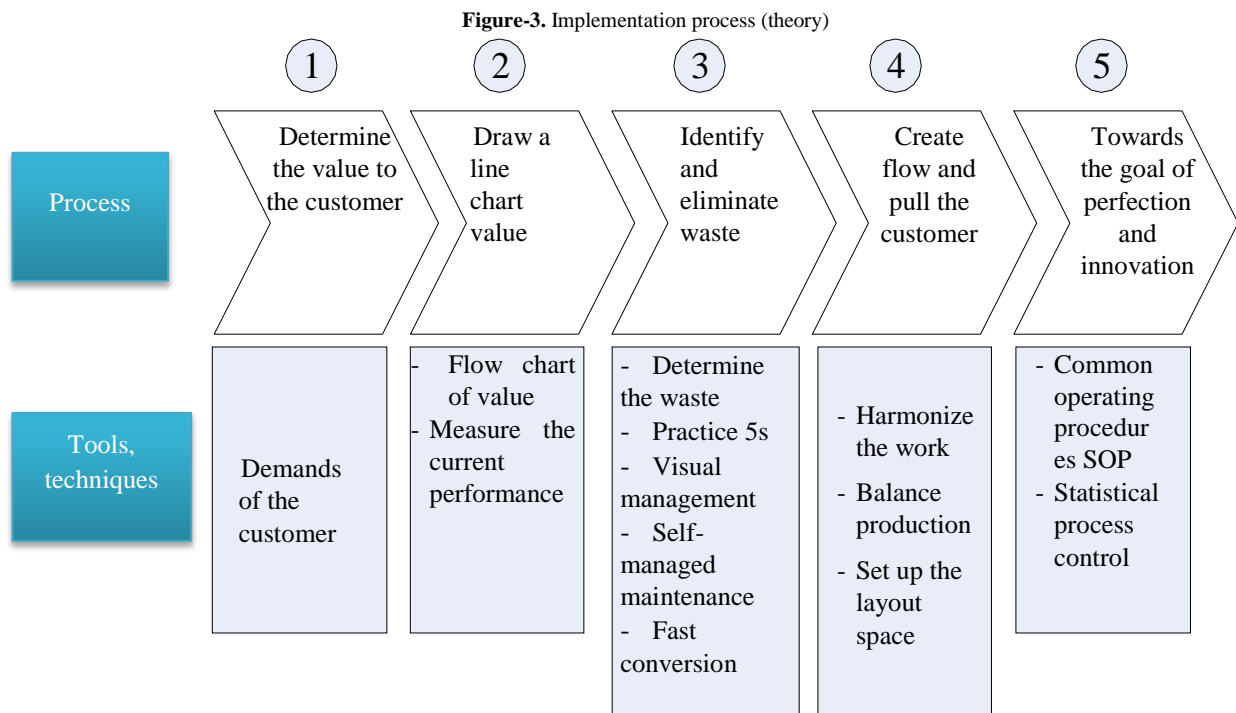 Figure-3. Implementation process (theory)
1
2
3
4
5
Process
Determine
the value to
the customer
Draw a
line
chart
value
Identify
and
eliminate
waste
Create
flow and
pull the
customer
Towards
the goal of
perfection
and
innovation
Tools,
techniques
Demands
of the
customer
- Flow chart
of value
- Measure the
current
performance
- Determine
the waste
- Practice 5s
- Visual
management
- Self-
managed
maintenance
- Fast
conversion
- Harmonize
the work
- Balance
production
- Set up the
layout
space
- Common
operating
procedur
es SOP
- Statistical
process
control